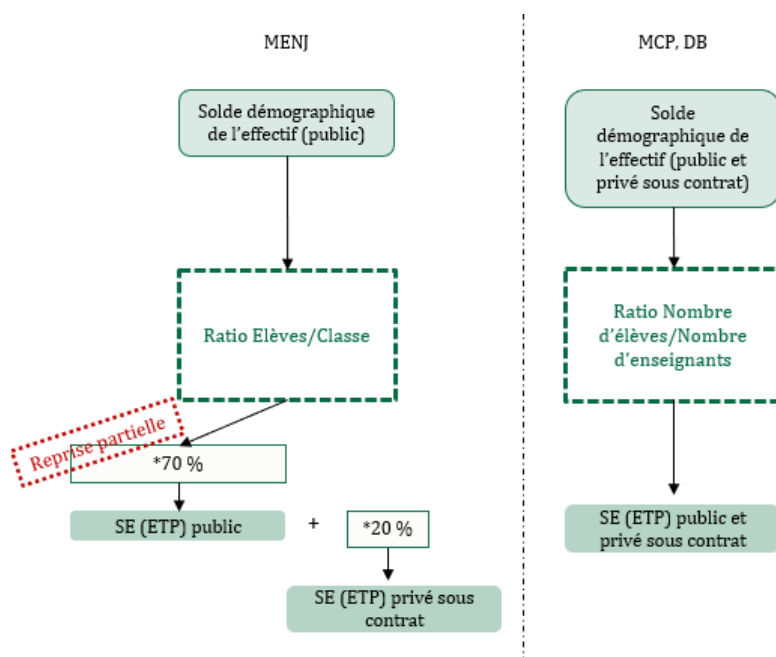 MENJ
Solde démographique
de l'effectif (public)
Ratio Elèves/Classe
Reprise partielle
*70 %
SE (ETP) public
+
*20 %
SE (ETP) privé sous
contrat
MCP, DB
Solde
démographique de
l'effectif (public et
privé sous contrat)
Ratio Nombre
d'élèves/Nombre
d'enseignants
SE (ETP) public et
privé sous contrat